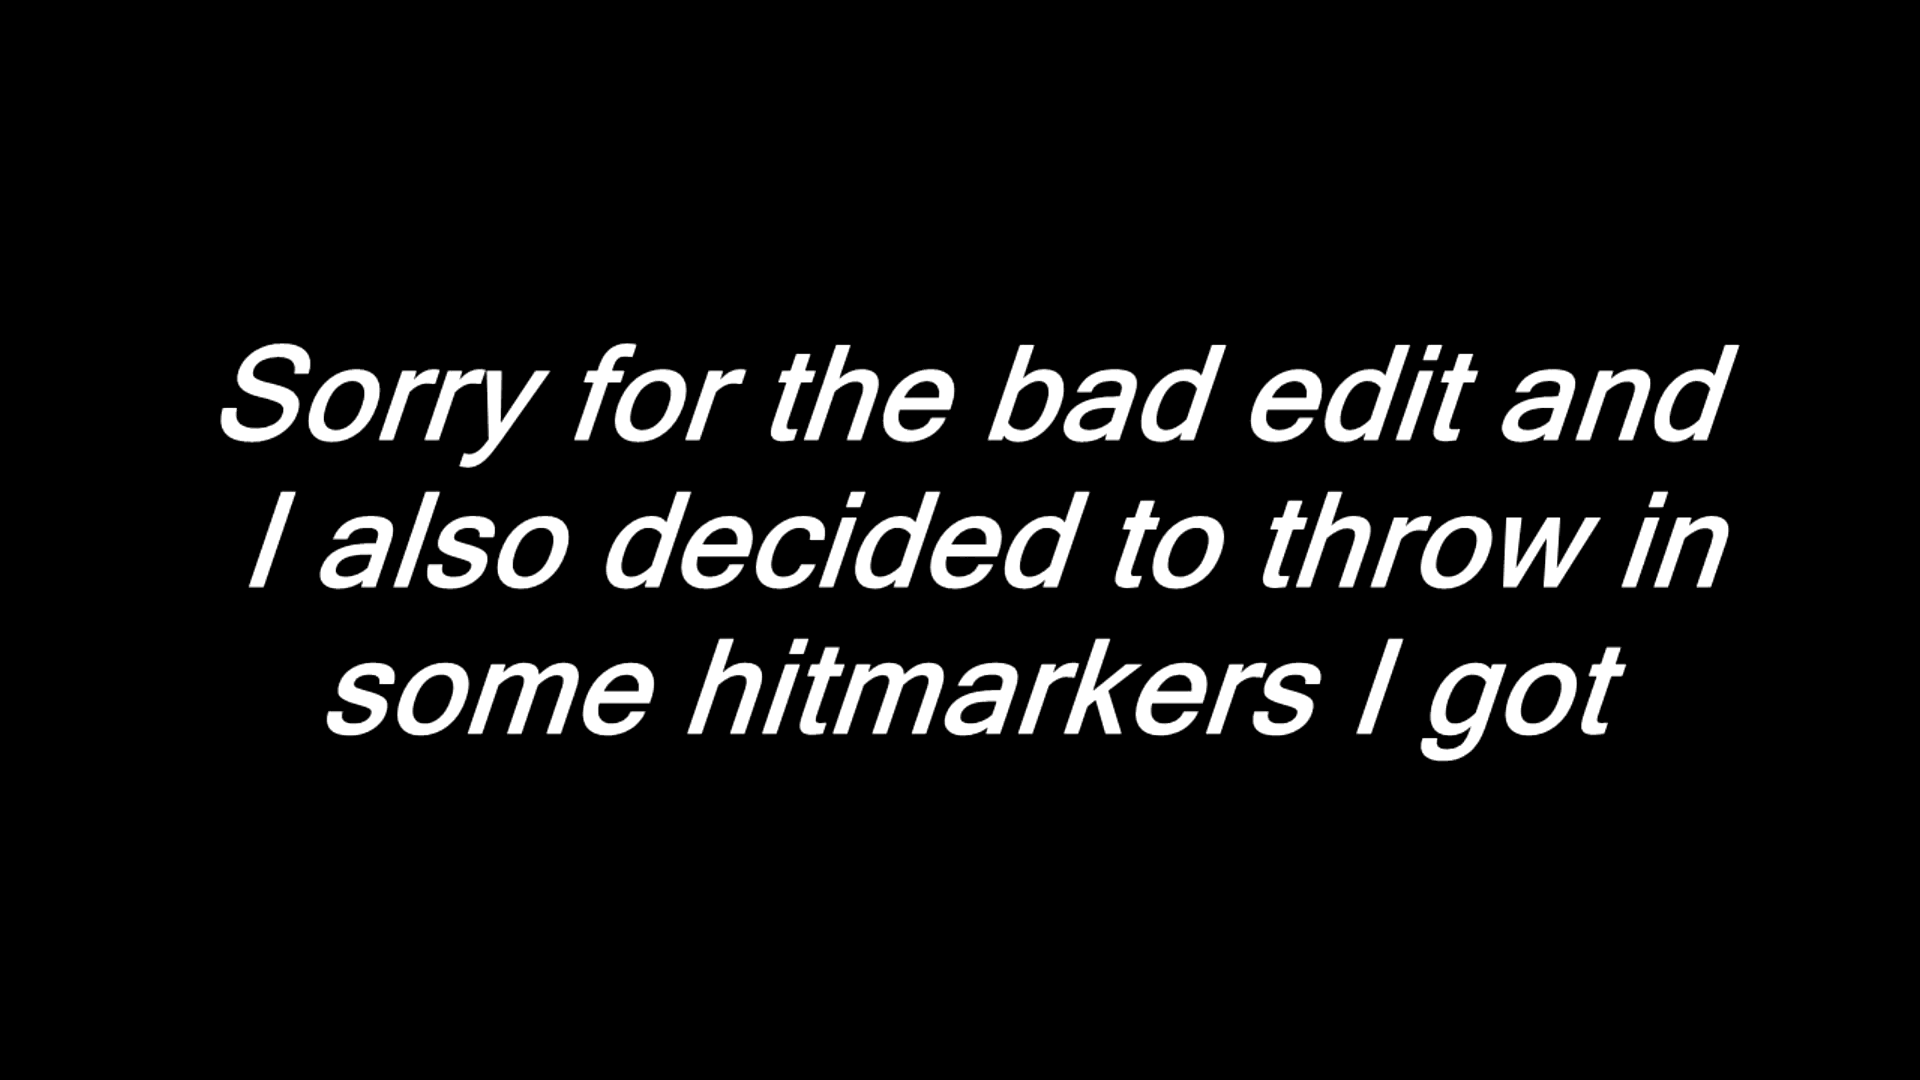 Sorry for the bad edit and
I also decided to throw in
some hitmarkers I got